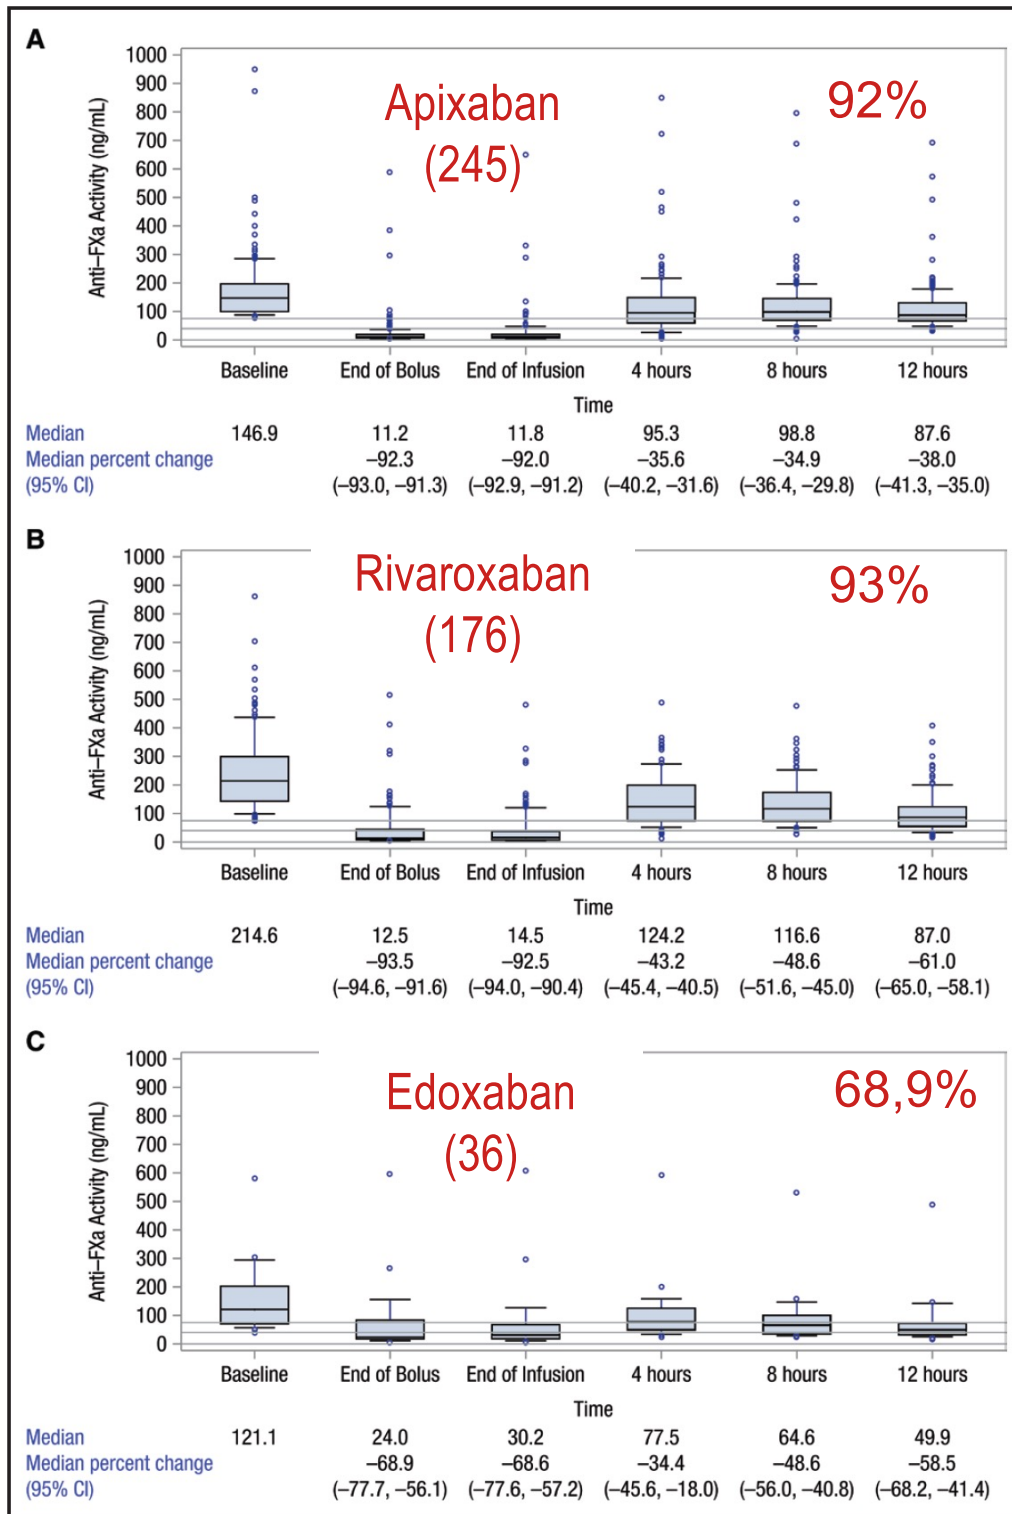 A
Anti–FXa Activity (ng/mL)
1000
900
800
700
600
500
400
300
200
100
0
Apixaban
(245)
92%
Baseline End of Bolus End of Infusion 4 hours 8 hours 12 hours
Time
Median 146.9 11.2 11.8 95.3 98.8 87.6
Median percent change –92.3 –92.0 –35.6 –34.9 –38.0
(95% CI) (–93.0, –91.3) (–92.9, –91.2) (–40.2, –31.6) (–36.4, –29.8) (–41.3, –35.0)
B
Anti–FXa Activity (ng/mL)
1000
900
800
700
600
500
400
300
200
100
0
Rivaroxaban
(176)
93%
Baseline End of Bolus End of Infusion 4 hours 8 hours 12 hours
Time
Median 214.6 12.5 14.5 124.2 116.6 87.0
Median percent change –93.5 –92.5 –43.2 –48.6 –61.0
(95% CI) (–94.6, –91.6) (–94.0, –90.4) (–45.4, –40.5) (–51.6, –45.0) (–65.0, –58.1)
C
Anti–FXa Activity (ng/mL)
1000
900
800
700
600
500
400
300
200
100
0
Edoxaban
(36)
68,9%
Baseline End of Bolus End of Infusion 4 hours 8 hours 12 hours
Time
Median 121.1 24.0 30.2 77.5 64.6 49.9
Median percent change –68.9 –68.6 –34.4 –48.6 –58.5
(95% CI) (–77.7, –56.1) (–77.6, –57.2) (–45.6, –18.0) (–56.0, –40.8) (–68.2, –41.4)